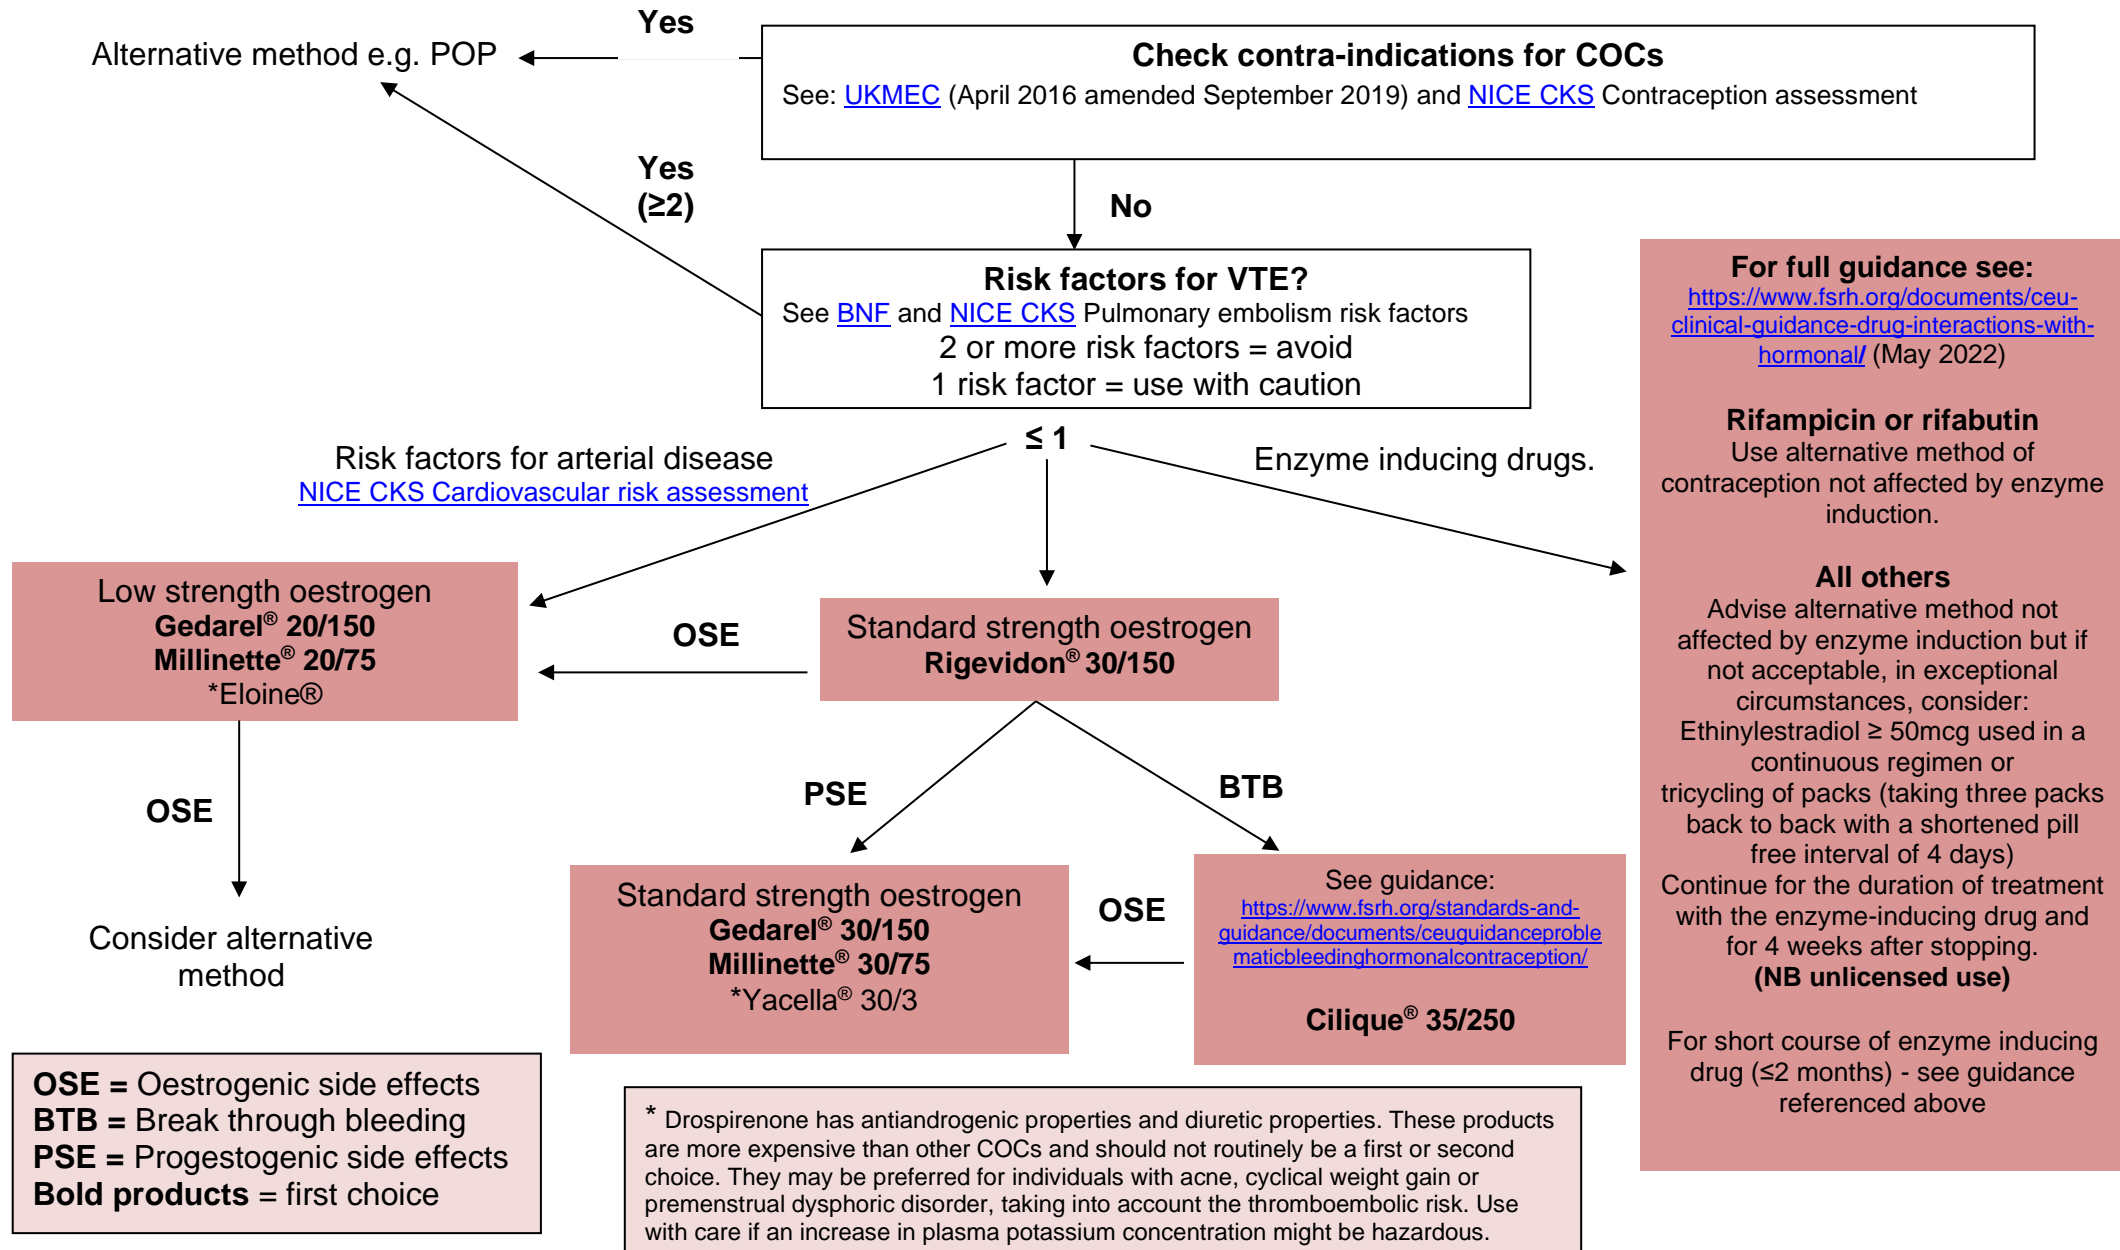 Yes
Alternative method e.g. POP
Check contra-indications for COCs
See: UKMEC (April 2016 amended September 2019) and NICE CKS Contraception assessment
Yes
(≥2)
No
Risk factors for VTE?
See BNF and NICE CKS Pulmonary embolism risk factors
2 or more risk factors = avoid
1 risk factor = use with caution
≤ 1
Risk factors for arterial disease
NICE CKS Cardiovascular risk assessment
Enzyme inducing drugs.
For full guidance see:
https://www.fsrh.org/documents/ceu-
clinical-guidance-drug-interactions-with-
hormonal/ (May 2022)
Rifampicin or rifabutin
Use alternative method of
contraception not affected by enzyme
induction.
All others
Advise alternative method not
affected by enzyme induction but if
not acceptable, in exceptional
circumstances, consider:
Ethinylestradiol ≥ 50mcg used in a
continuous regimen or
tricycling of packs (taking three packs
back to back with a shortened pill
free interval of 4 days)
Continue for the duration of treatment
with the enzyme-inducing drug and
for 4 weeks after stopping.
(NB unlicensed use)
For short course of enzyme inducing
drug (≤2 months) - see guidance
referenced above
Low strength oestrogen
Gedarel® 20/150
Millinette® 20/75
*Eloine®
OSE
Standard strength oestrogen
Rigevidon® 30/150
OSE
PSE
BTB
Consider alternative
method
Standard strength oestrogen
Gedarel® 30/150
Millinette® 30/75
*Yacella® 30/3
OSE
See guidance:
https://www.fsrh.org/standards-and-
guidance/documents/ceuguidanceproble
maticbleedinghormonalcontraception/
Cilique® 35/250
OSE = Oestrogenic side effects
BTB = Break through bleeding
PSE = Progestogenic side effects
Bold products = first choice
* Drospirenone has antiandrogenic properties and diuretic properties. These products
are more expensive than other COCs and should not routinely be a first or second
choice. They may be preferred for individuals with acne, cyclical weight gain or
premenstrual dysphoric disorder, taking into account the thromboembolic risk. Use
with care if an increase in plasma potassium concentration might be hazardous.